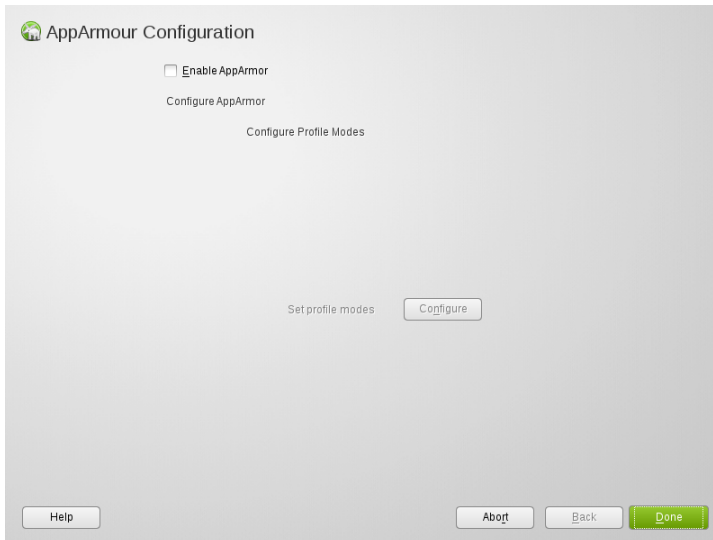 AppArmour Configuration
Enable AppArmor
Configure AppArmor
Configure Profile Modes
Set profile modes Configure
Help Abort Back Done